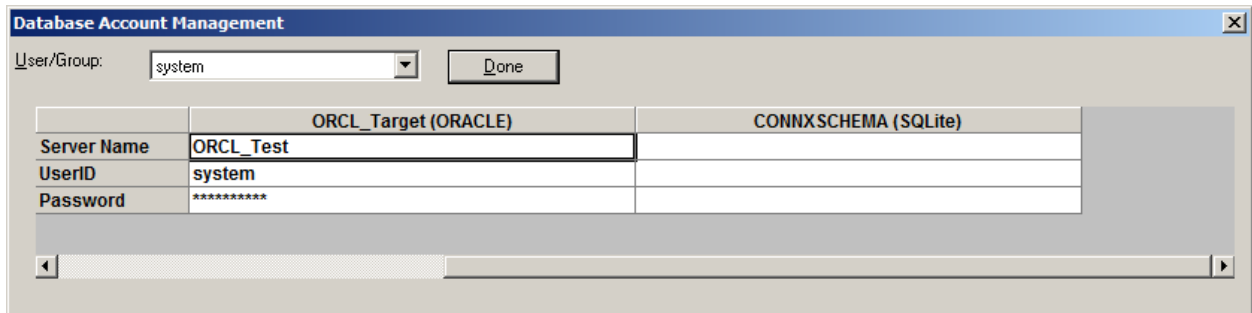 Database Account Management
User/Group: system Done
ORCL_Target (ORACLE) CONNXSCHEMA (SQLite)
Server Name ORCL_Test
UserID system
Password **********